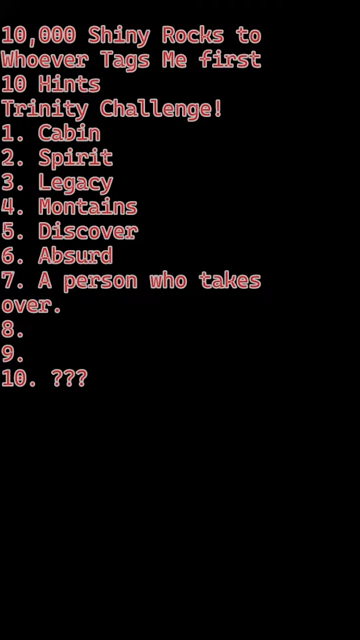 10,000 Shiny Rocks to
Whoever Tags Me first
10 Hints
Trinity Challenge!
1. Cabin
2. Spirit
3. Legacy
4. Montains
5. Discover
6. Absurd
7. A person who takes
over.
8.
9.
10. ???